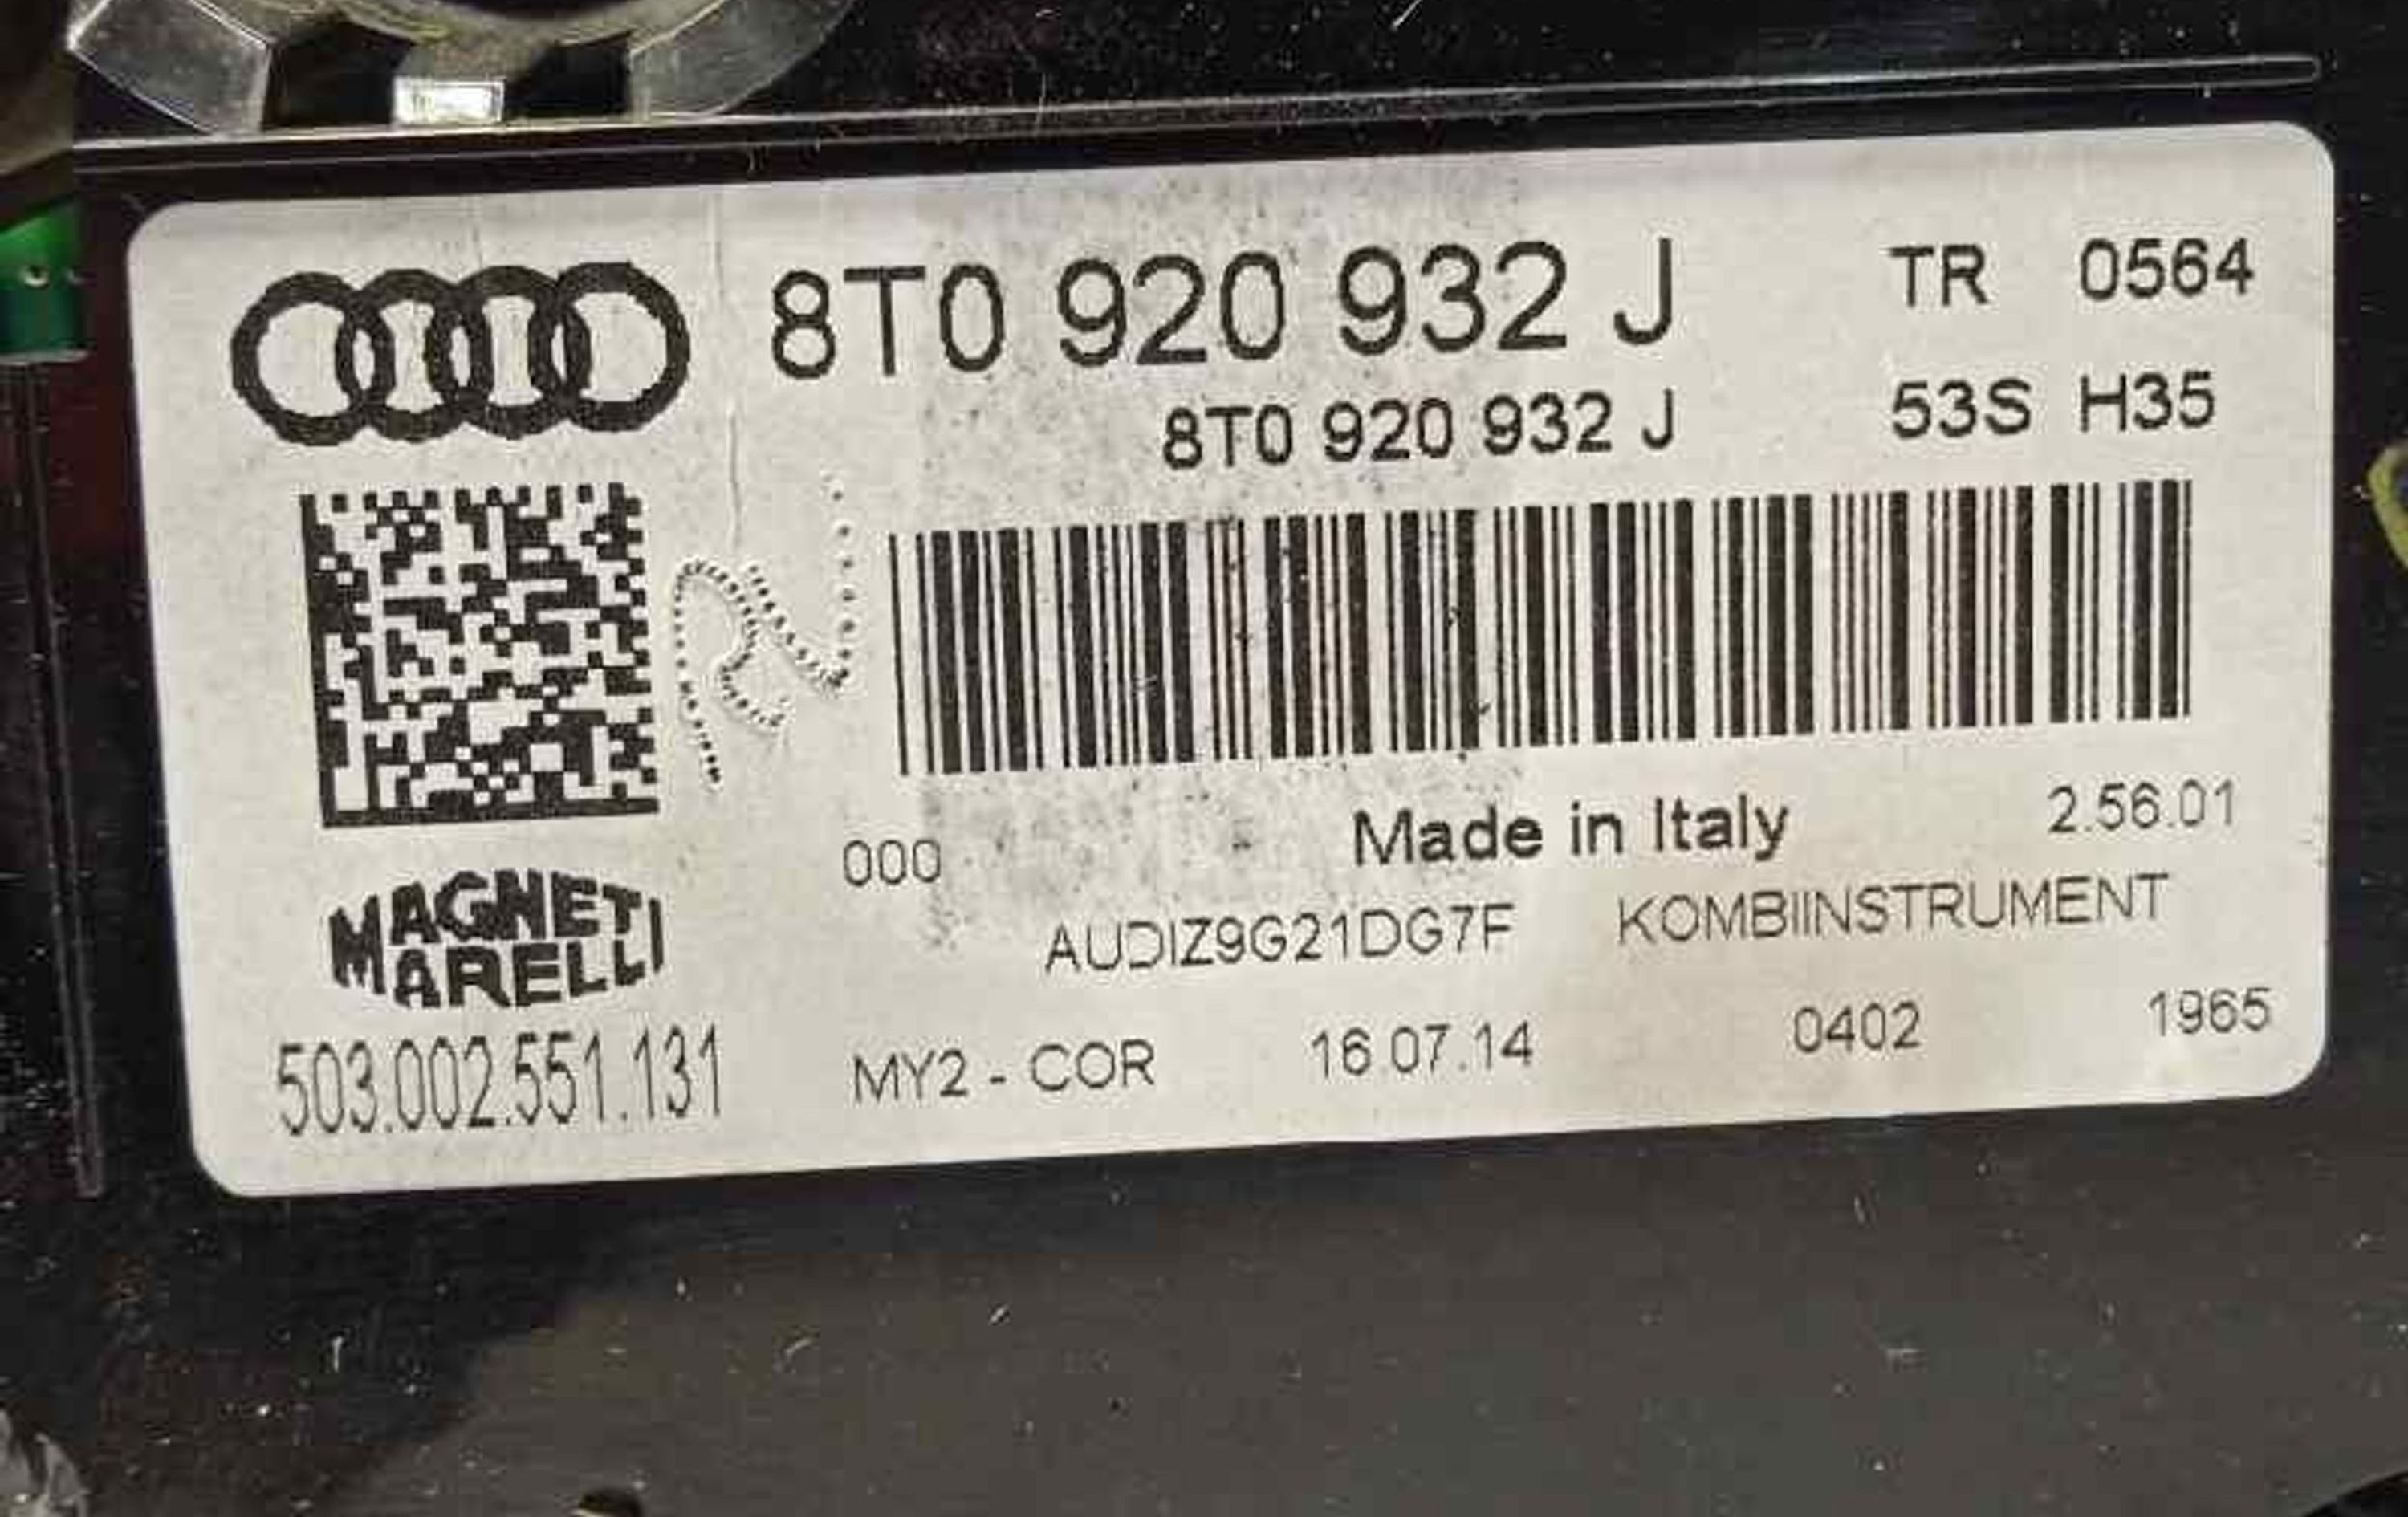 8T0 920 932 J TR 0564
8T0 920 932 J 53S H35
000 Made in Italy 2.56.01
MAGNETI MARELLI
AUDIZ9G21DG7F KOMBIINSTRUMENT
503.002.551.131 MY2 - COR 16.07.14 0402 1965